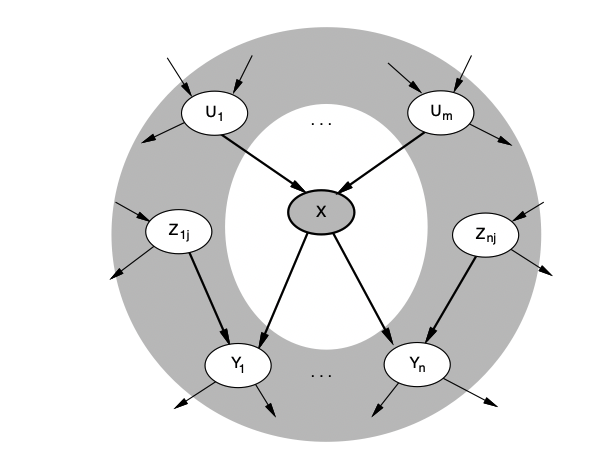 U1 Um
...
X
Z1j Znj
Y1 Yn
...